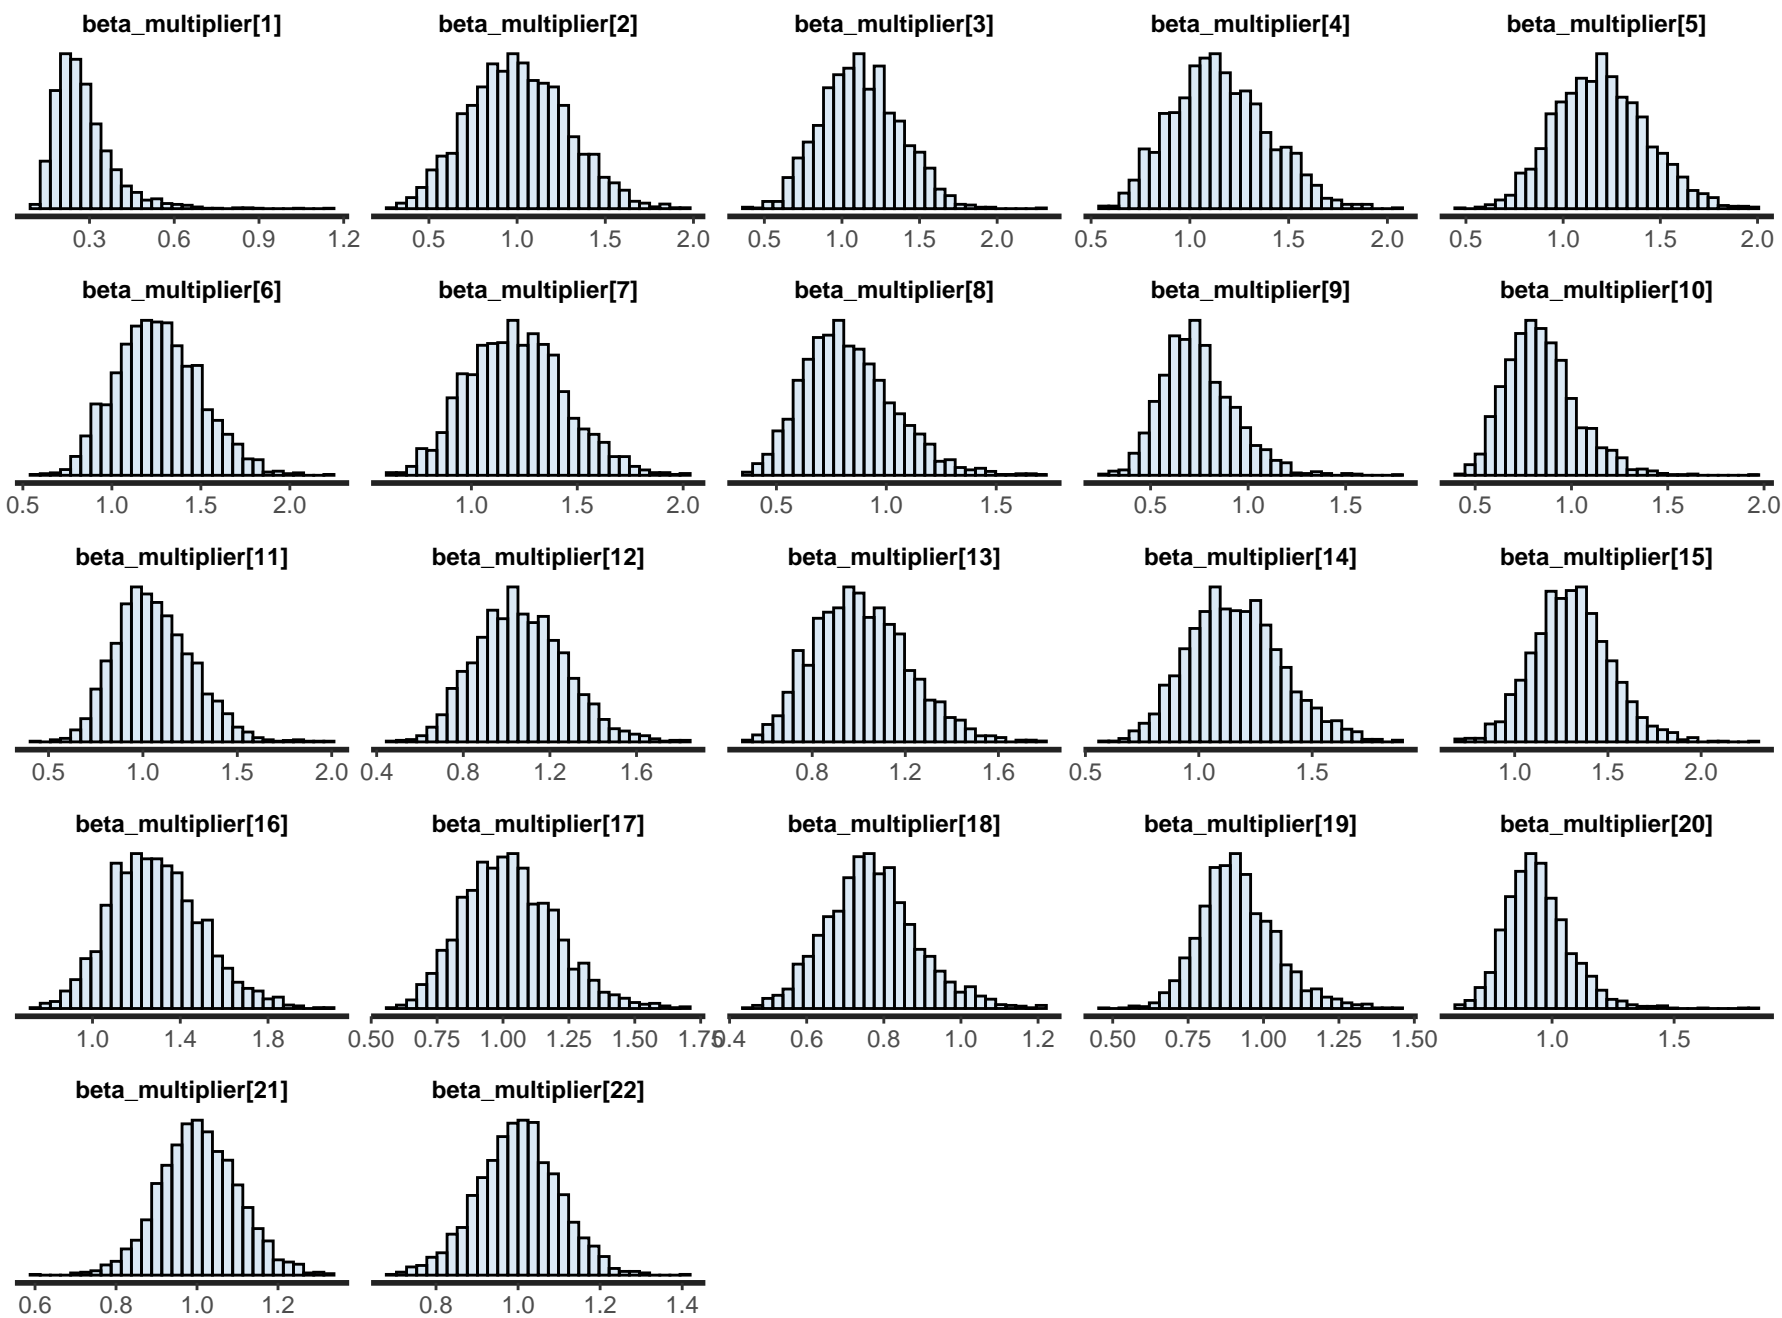 beta_multiplier[1] beta_multiplier[2] beta_multiplier[3] beta_multiplier[4] beta_multiplier[5]
0.3 0.6 0.9 1.2 0.5 1.0 1.5 2.0 0.5 1.0 1.5 2.0 0.5 1.0 1.5 2.0 0.5 1.0 1.5 2.0
beta_multiplier[6] beta_multiplier[7] beta_multiplier[8] beta_multiplier[9] beta_multiplier[10]
0.5 1.0 1.5 2.0 1.0 1.5 2.0 0.5 1.0 1.5 0.5 1.0 1.5 0.5 1.0 1.5 2.0
beta_multiplier[11] beta_multiplier[12] beta_multiplier[13] beta_multiplier[14] beta_multiplier[15]
0.5 1.0 1.5 2.0 0.4 0.8 1.2 1.6 0.8 1.2 1.6 0.5 1.0 1.5 1.0 1.5 2.0
beta_multiplier[16] beta_multiplier[17] beta_multiplier[18] beta_multiplier[19] beta_multiplier[20]
1.0 1.4 1.8 0.50 0.75 1.00 1.25 1.50 1.75 0.4 0.6 0.8 1.0 1.2 0.50 0.75 1.00 1.25 1.50 1.0 1.5
beta_multiplier[21] beta_multiplier[22]
0.6 0.8 1.0 1.2 0.8 1.0 1.2 1.4